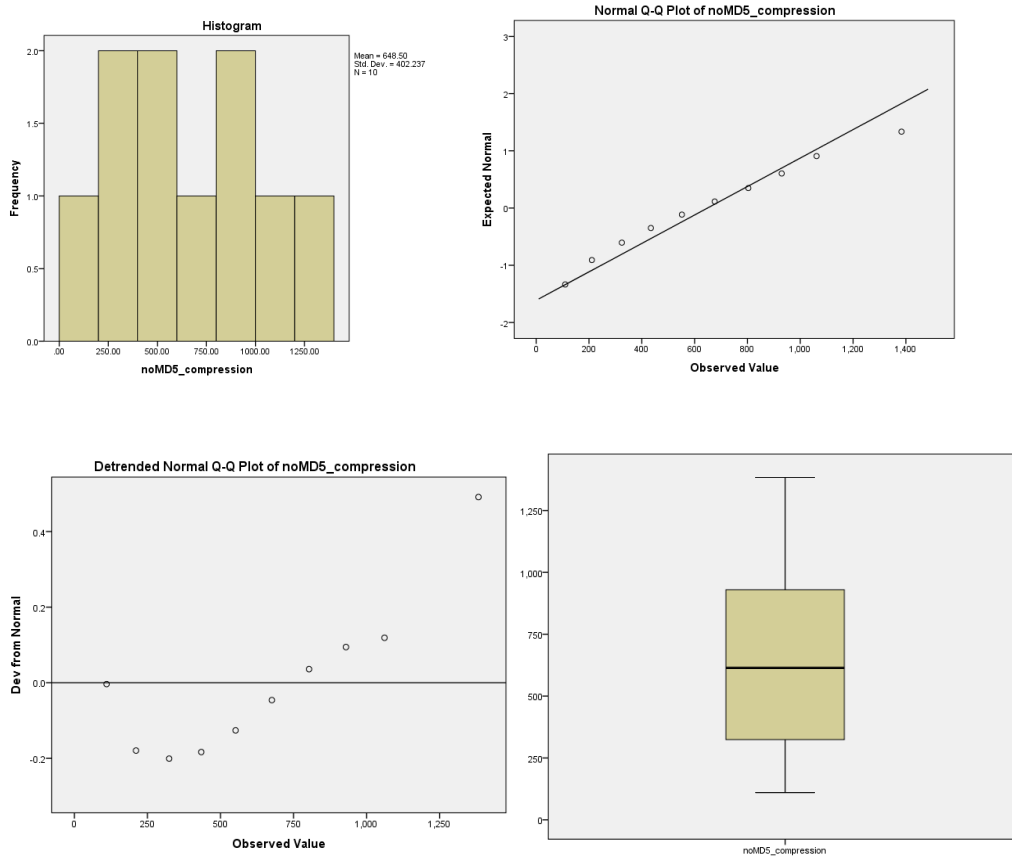 Histogram
Mean = 648.50
Std. Dev. = 402.237
N = 10
Frequency
2.0
1.5
1.0
0.5
0.0
.00 250.00 500.00 750.00 1000.00 1250.00
noMD5_compression
Normal Q-Q Plot of noMD5_compression
Expected Normal
3
2
1
0
-1
-2
0 200 400 600 800 1,000 1,200 1,400
Observed Value
Detrended Normal Q-Q Plot of noMD5_compression
Dev from Normal
0.4
0.2
0.0
-0.2
0 250 500 750 1,000 1,250
Observed Value
1,250
1,000
750
500
250
0
noMD5_compression